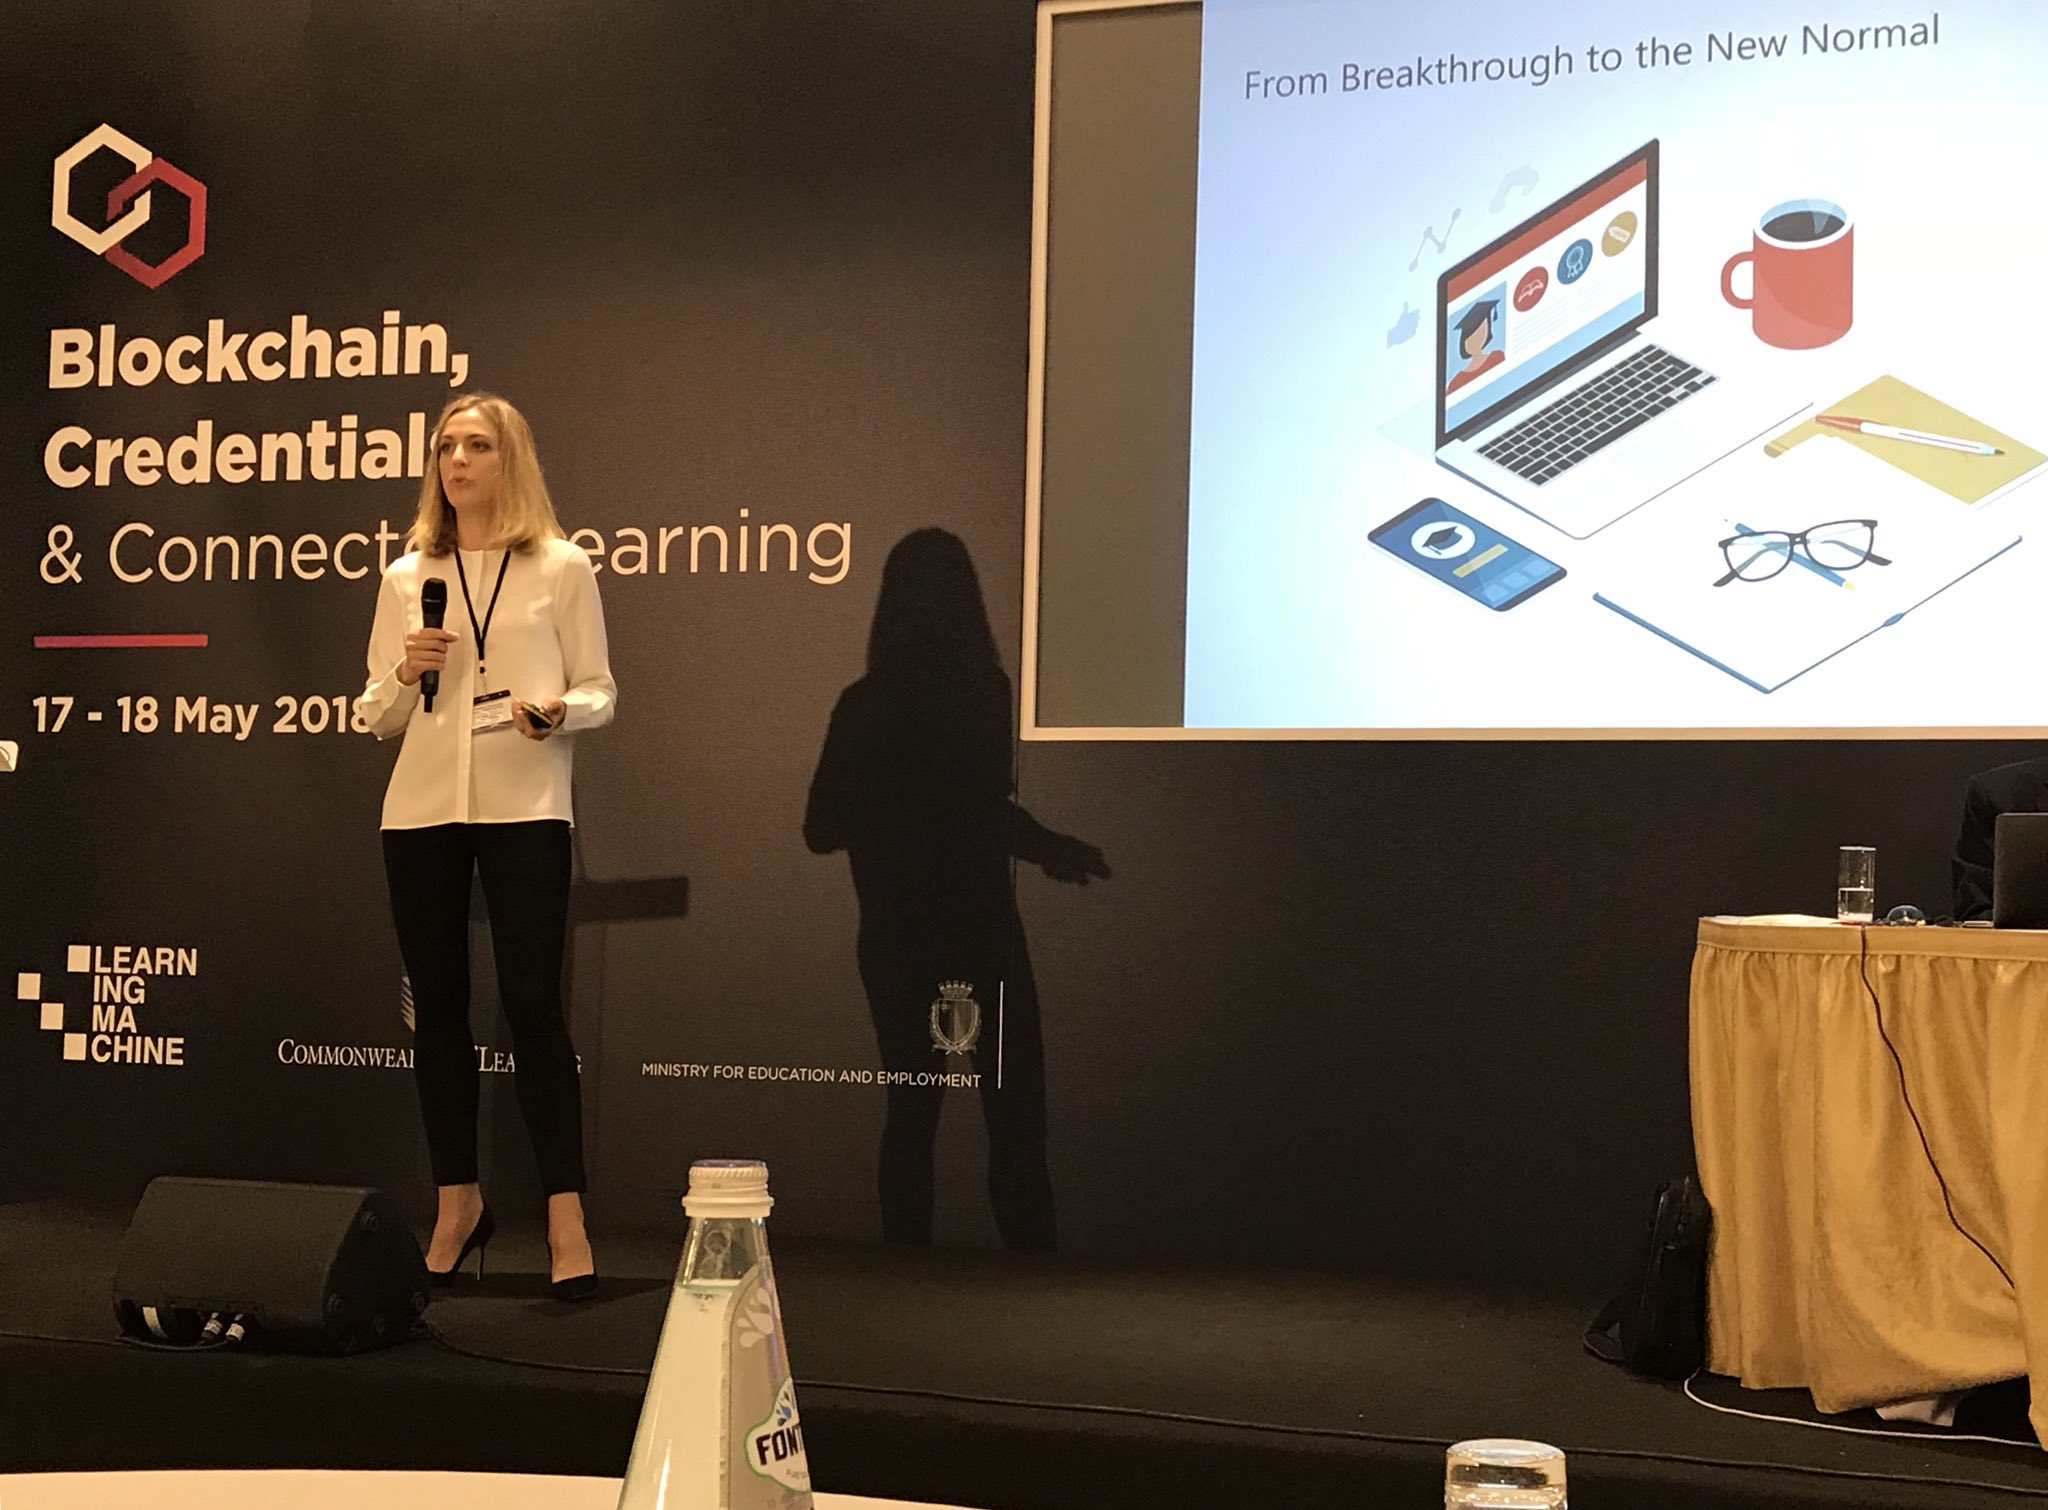 From Breakthrough to the New Normal
Blockchain,
Credential
& Connect earning
17 - 18 May 2018
LEARN
ING
MA
CHINE
COMMONWEA LEA
MINISTRY FOR EDUCATION AND EMPLOYMENT
FONT